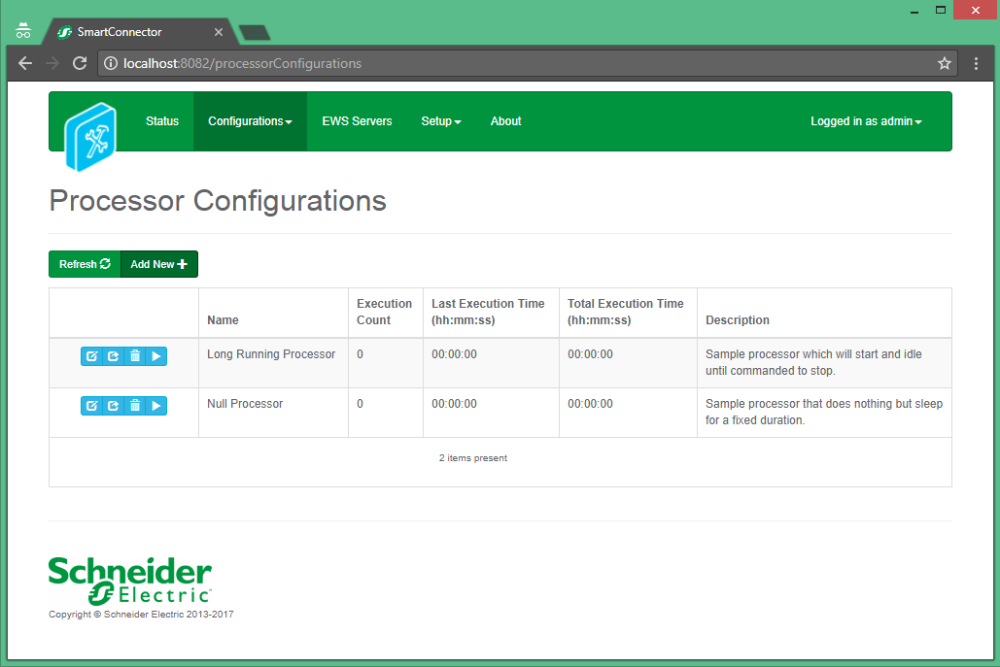 SmartConnector
localhost:8082/processorConfigurations
Status Configurations EWS Servers Setup About Logged in as admin
Processor Configurations
Refresh Add New
Name Execution Count Last Execution Time (hh:mm:ss) Total Execution Time (hh:mm:ss) Description
Long Running Processor 0 00:00:00 00:00:00 Sample processor which will start and idle
until commanded to stop.
Null Processor 0 00:00:00 00:00:00 Sample processor that does nothing but sleep
for a fixed duration.
2 items present
Schneider
Electric
Copyright © Schneider Electric 2013-2017